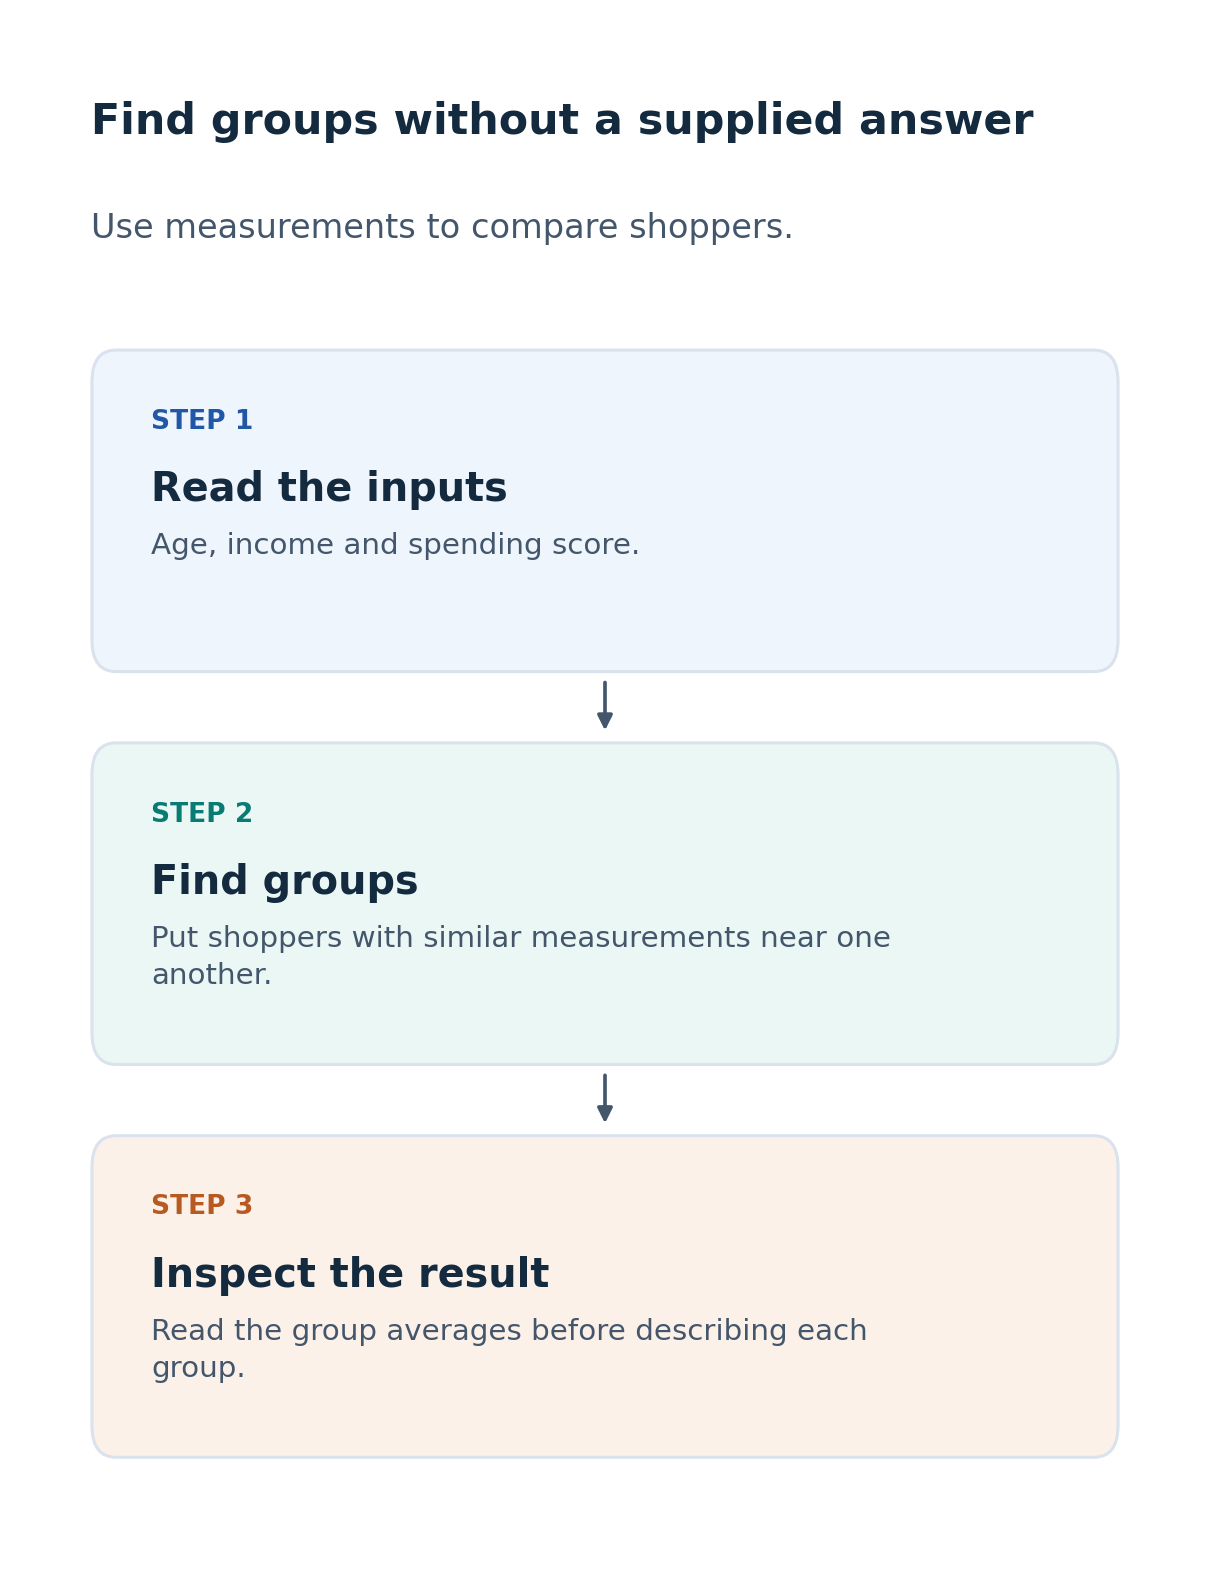 Find groups without a supplied answer
Use measurements to compare shoppers.
STEP 1
Read the inputs
Age, income and spending score.
STEP 2
Find groups
Put shoppers with similar measurements near one
another.
STEP 3
Inspect the result
Read the group averages before describing each
group.